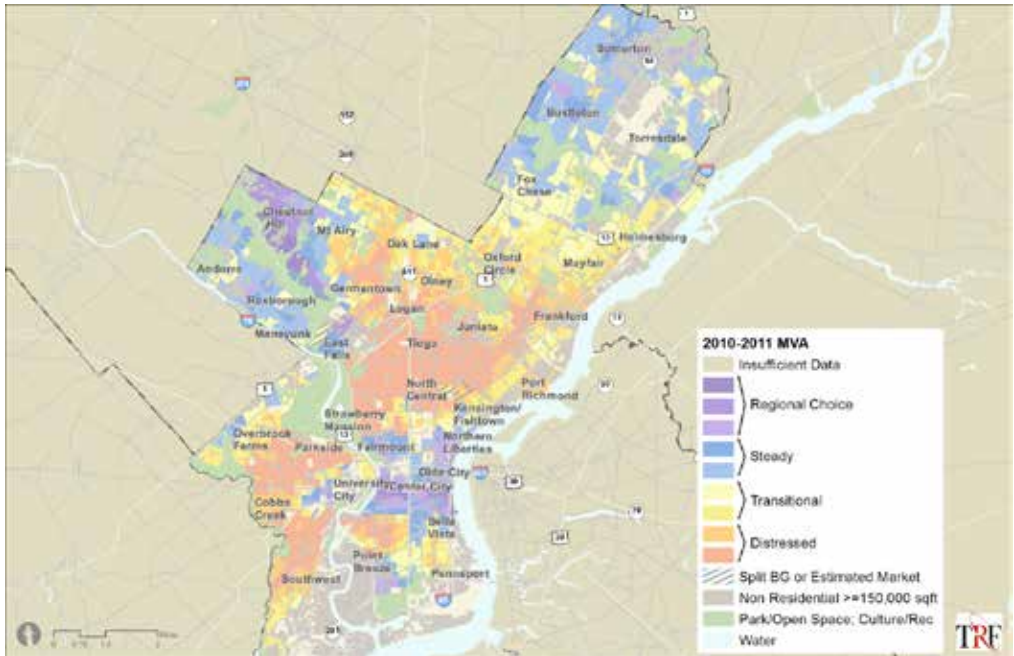 Somerton
Bustleton
Torresdale
Fox
Chase
Chestnut
Hill
Mt Airy
Oak Lane
Oxford
Circle
Holmesburg
Mayfair
Andorra
Germantown
Olney
Roxborough
Logan
Juniata
Frankford
Manayunk
East
Falls
Tioga
North
Central
Port
Richmond
Strawberry
Mansion
Kensington/
Fishtown
Overbrook
Farms
Parkside
Fairmount
Northern
Liberties
University
City
Center City
Olde City
Cobbs
Creek
Bella
Vista
Point
Breeze
Southwest
Pennsport
2010-2011 MVA
Insufficient Data
Regional Choice
Steady
Transitional
Distressed
Split BG or Estimated Market
Non Residential >=150,000 sqft
Park/Open Space; Culture/Rec
Water
TRF